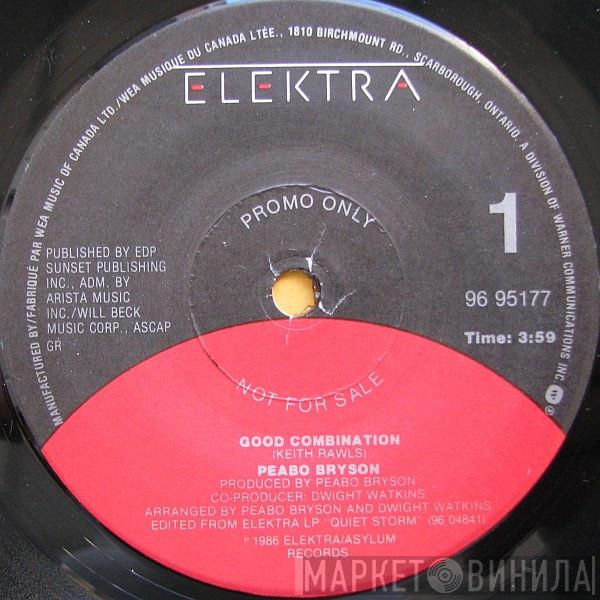 MANUFACTURED BY/FABRIQUÉ PAR WEA MUSIC OF CANADA LTD./WEA MUSIQUE DU CANADA LTÉE., 1810 BIRCHMOUNT RD., SCARBOROUGH, ONTARIO, A DIVISION OF WARNER COMMUNICATIONS INC.
ELEKTRA
PROMO ONLY
1
PUBLISHED BY EDP
SUNSET PUBLISHING
INC., ADM. BY
ARISTA MUSIC
INC./WILL BECK
MUSIC CORP., ASCAP
GR
96 95177
Time: 3:59
NOT FOR SALE
GOOD COMBINATION
(KEITH RAWLS)
PEABO BRYSON
PRODUCED BY PEABO BRYSON
CO-PRODUCER: DWIGHT WATKINS
ARRANGED BY PEABO BRYSON AND DWIGHT WATKINS
EDITED FROM ELEKTRA LP "QUIET STORM" (96 04841)
℗ 1986 ELEKTRA/ASYLUM
RECORDS
МАРКЕТ ВИНИЛА